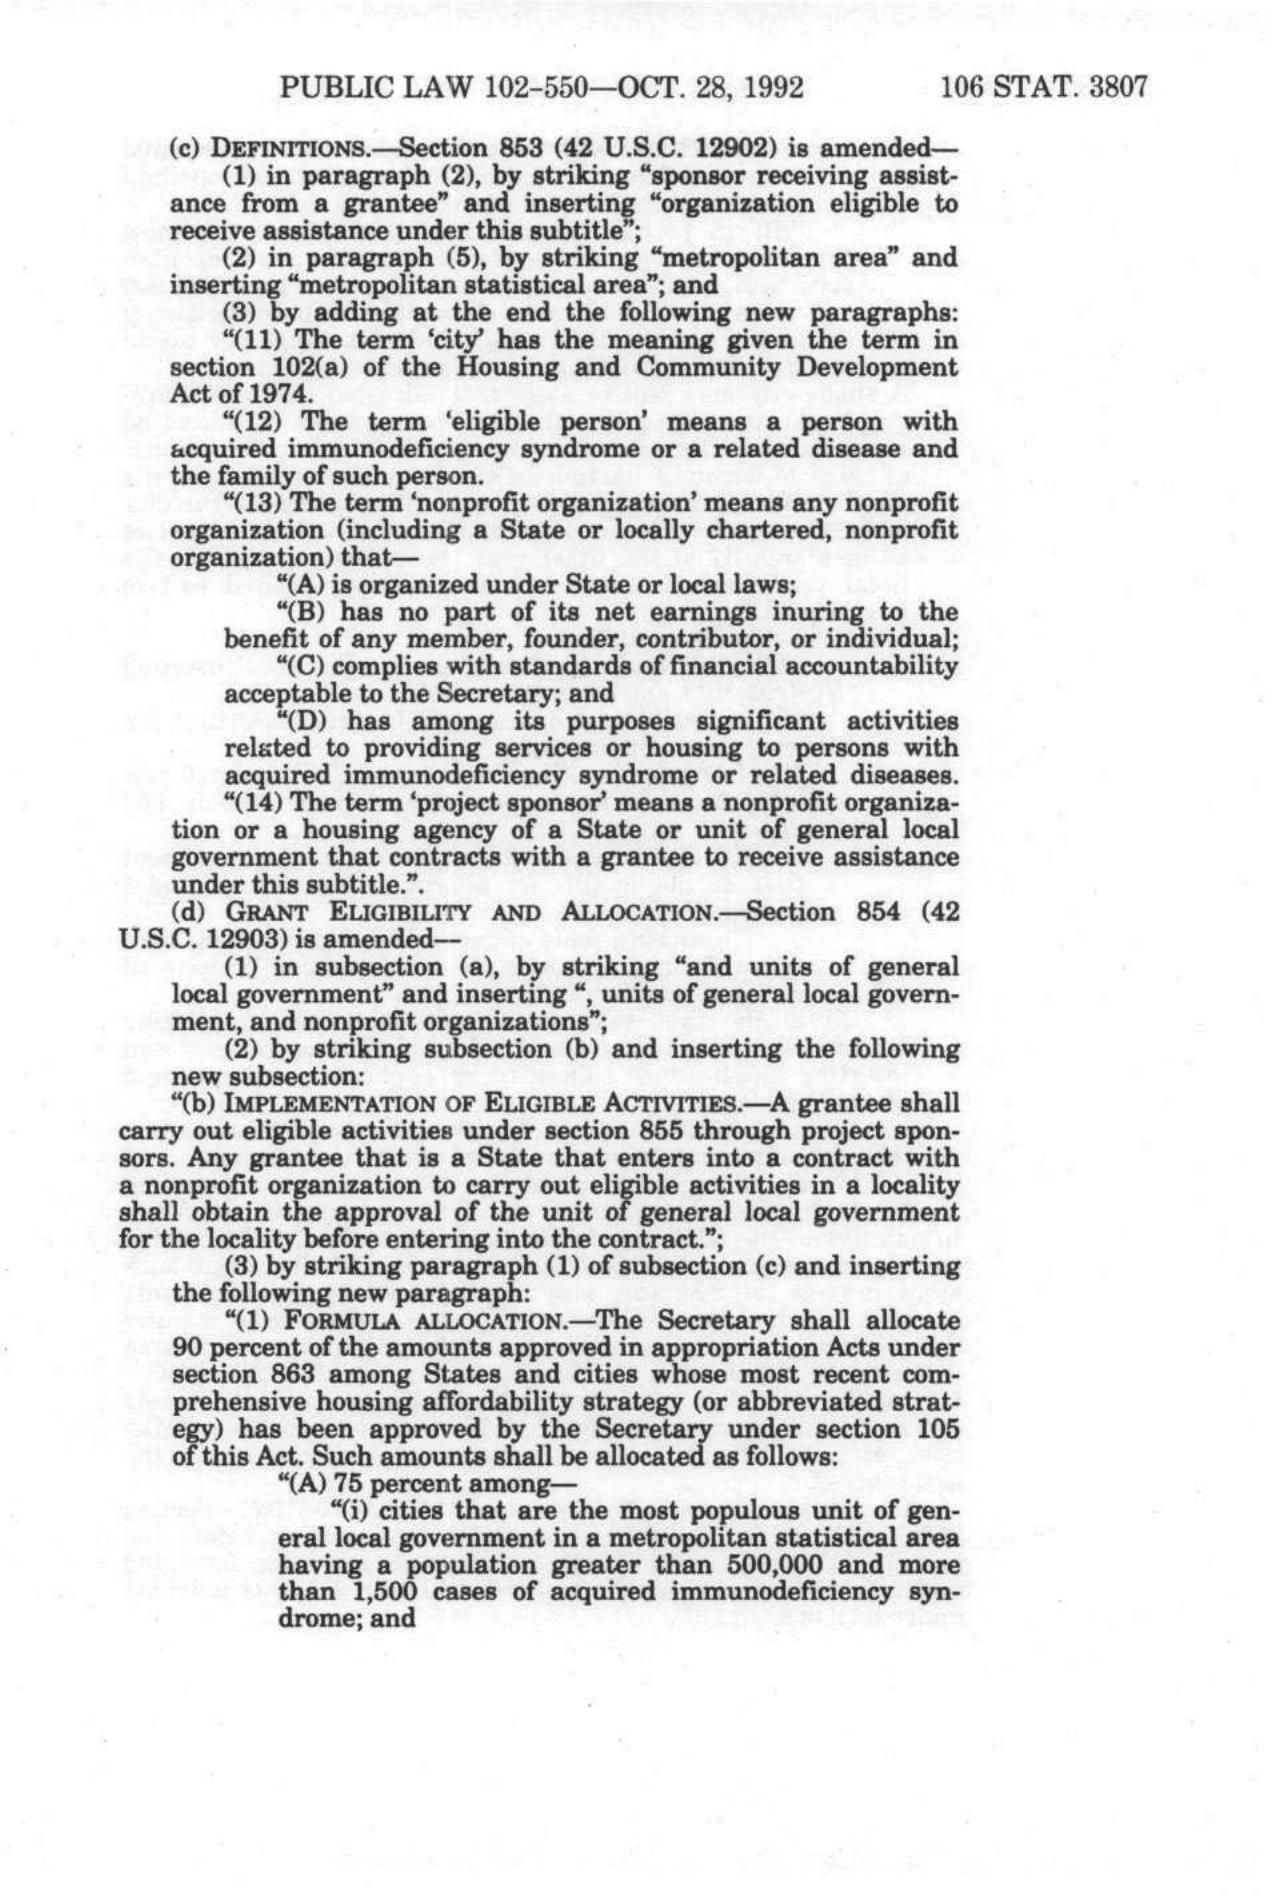 PUBLIC LAW 102–550—OCT. 28, 1992 106 STAT. 3807
(c) DEFINITIONS.—Section 853 (42 U.S.C. 12902) is amended—
(1) in paragraph (2), by striking “sponsor receiving assist-
ance from a grantee” and inserting “organization eligible to
receive assistance under this subtitle”;
(2) in paragraph (5), by striking “metropolitan area” and
inserting “metropolitan statistical area”; and
(3) by adding at the end the following new paragraphs:
“(11) The term ‘city’ has the meaning given the term in
section 102(a) of the Housing and Community Development
Act of 1974.
“(12) The term ‘eligible person’ means a person with
acquired immunodeficiency syndrome or a related disease and
the family of such person.
“(13) The term ‘nonprofit organization’ means any nonprofit
organization (including a State or locally chartered, nonprofit
organization) that—
“(A) is organized under State or local laws;
“(B) has no part of its net earnings inuring to the
benefit of any member, founder, contributor, or individual;
“(C) complies with standards of financial accountability
acceptable to the Secretary; and
“(D) has among its purposes significant activities
related to providing services or housing to persons with
acquired immunodeficiency syndrome or related diseases.
“(14) The term ‘project sponsor’ means a nonprofit organiza-
tion or a housing agency of a State or unit of general local
government that contracts with a grantee to receive assistance
under this subtitle.”.
(d) GRANT ELIGIBILITY AND ALLOCATION.—Section 854 (42
U.S.C. 12903) is amended—
(1) in subsection (a), by striking “and units of general
local government” and inserting “, units of general local govern-
ment, and nonprofit organizations”;
(2) by striking subsection (b) and inserting the following
new subsection:
“(b) IMPLEMENTATION OF ELIGIBLE ACTIVITIES.—A grantee shall
carry out eligible activities under section 855 through project spon-
sors. Any grantee that is a State that enters into a contract with
a nonprofit organization to carry out eligible activities in a locality
shall obtain the approval of the unit of general local government
for the locality before entering into the contract.”;
(3) by striking paragraph (1) of subsection (c) and inserting
the following new paragraph:
“(1) FORMULA ALLOCATION.—The Secretary shall allocate
90 percent of the amounts approved in appropriation Acts under
section 863 among States and cities whose most recent com-
prehensive housing affordability strategy (or abbreviated strat-
egy) has been approved by the Secretary under section 105
of this Act. Such amounts shall be allocated as follows:
“(A) 75 percent among—
“(i) cities that are the most populous unit of gen-
eral local government in a metropolitan statistical area
having a population greater than 500,000 and more
than 1,500 cases of acquired immunodeficiency syn-
drome; and